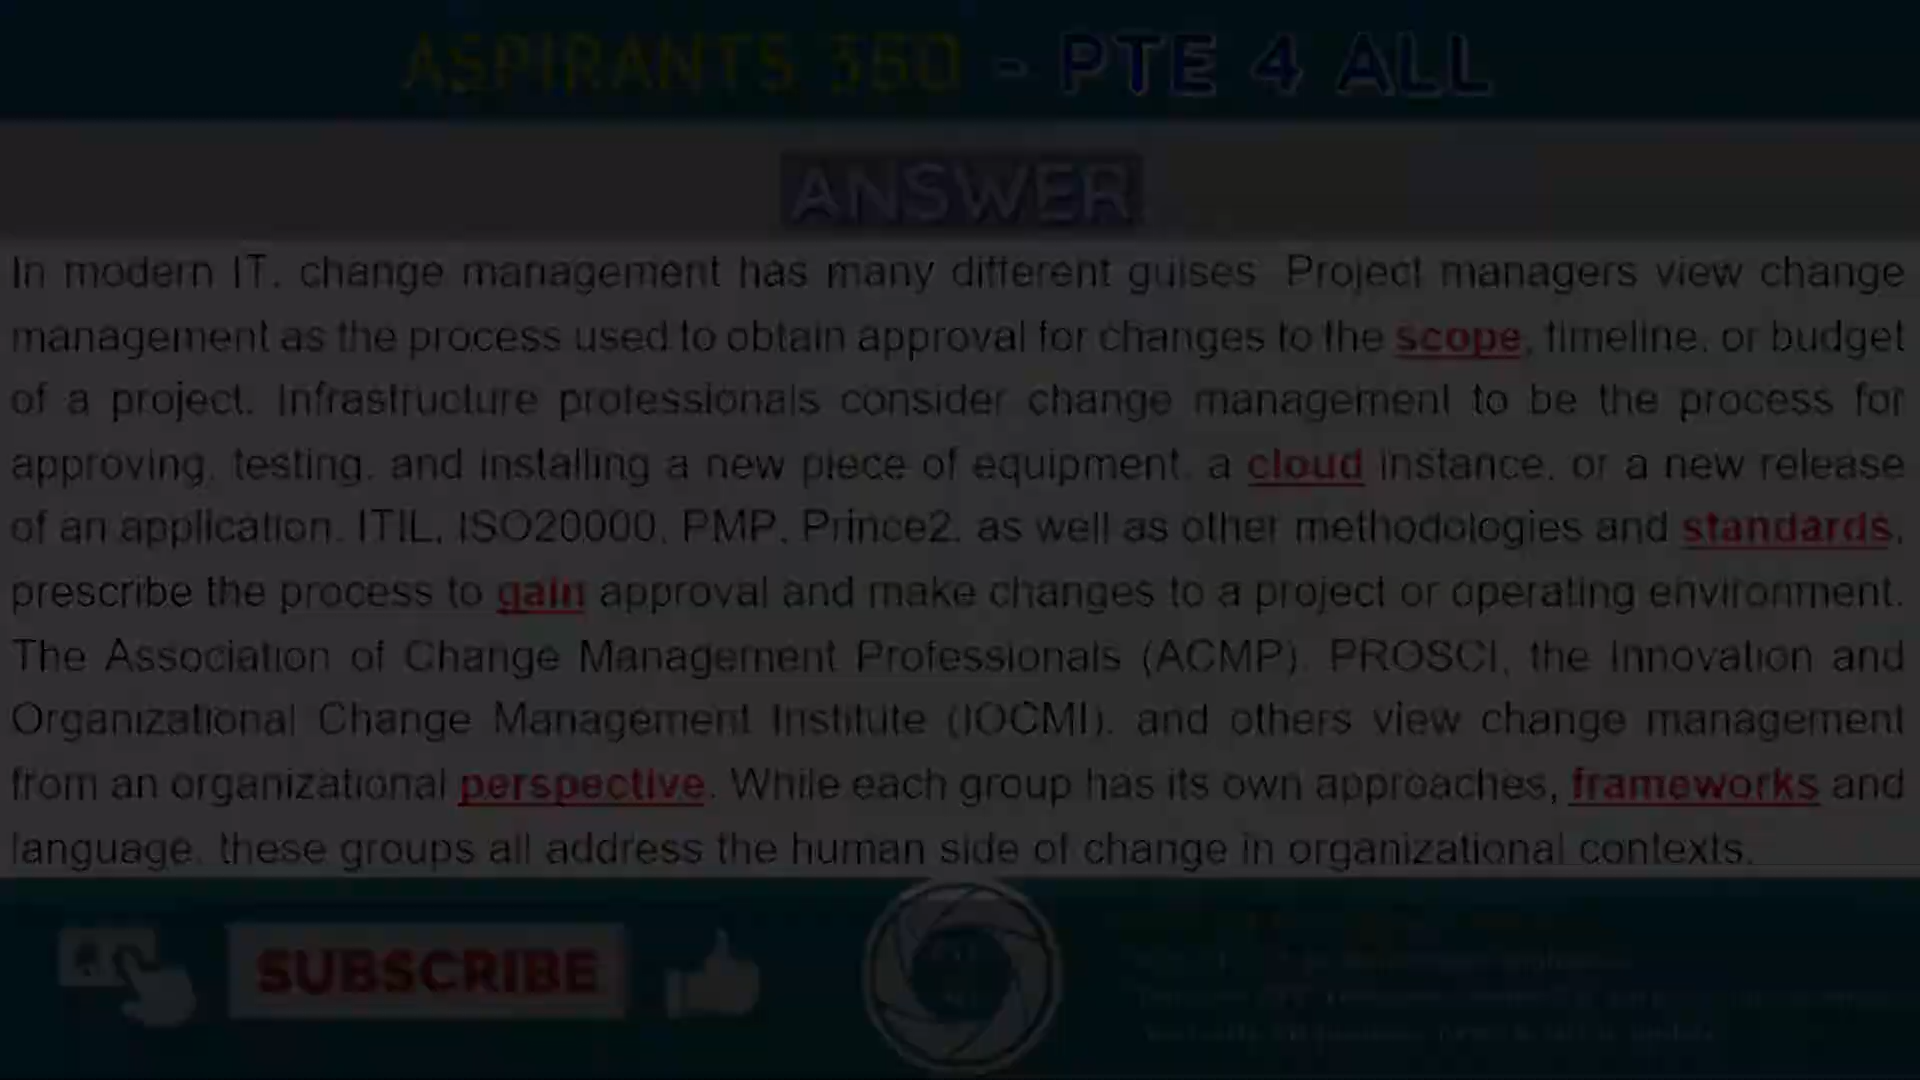 ASPIRANTS 360 - PTE 4 ALL
ANSWER
In modern IT, change management has many different guises. Project managers view change
management as the process used to obtain approval for changes to the scope, timeline, or budget
of a project. Infrastructure professionals consider change management to be the process for
approving, testing, and installing a new piece of equipment, a cloud instance, or a new release
of an application. ITIL, ISO20000, PMP, Prince2, as well as other methodologies and standards,
prescribe the process to gain approval and make changes to a project or operating environment.
The Association of Change Management Professionals (ACMP), PROSCI, the Innovation and
Organizational Change Management Institute (IOCMI), and others view change management
from an organizational perspective. While each group has its own approaches, frameworks and
language, these groups all address the human side of change in organizational contexts.
SUBSCRIBE